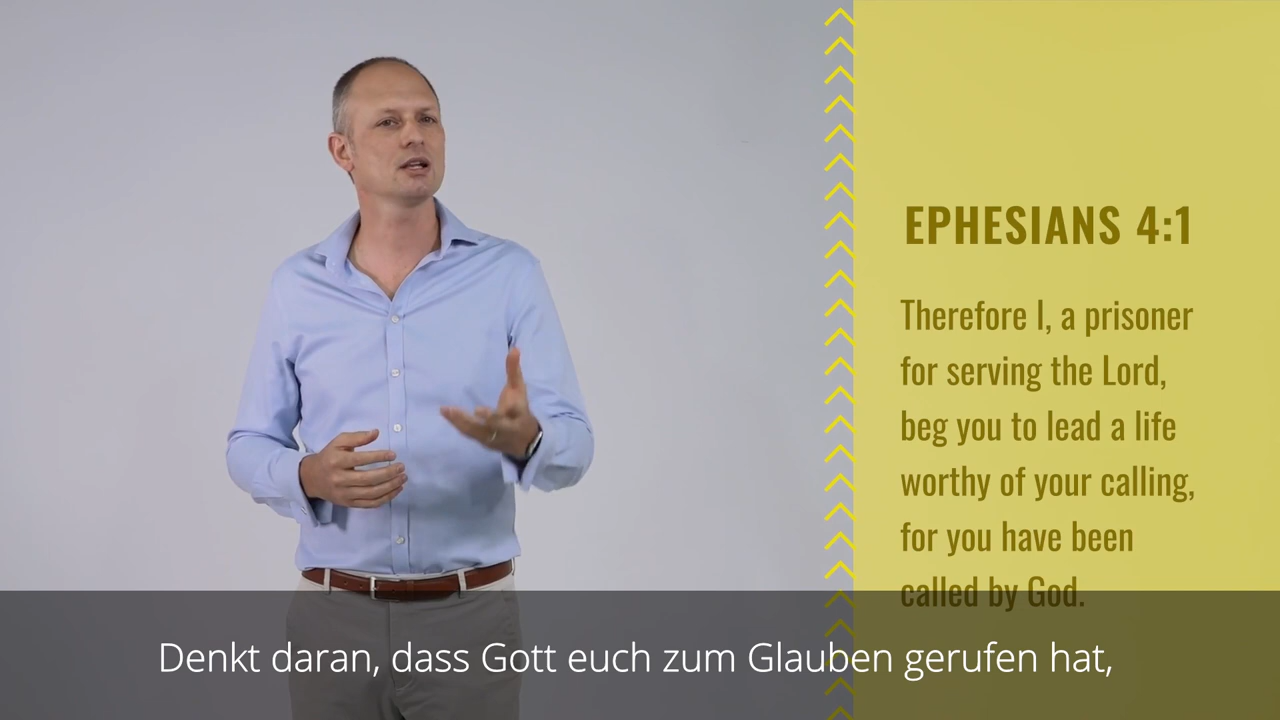 EPHESIANS 4:1
Therefore I, a prisoner
for serving the Lord,
beg you to lead a life
worthy of your calling,
for you have been
called by God.
Denkt daran, dass Gott euch zum Glauben gerufen hat,